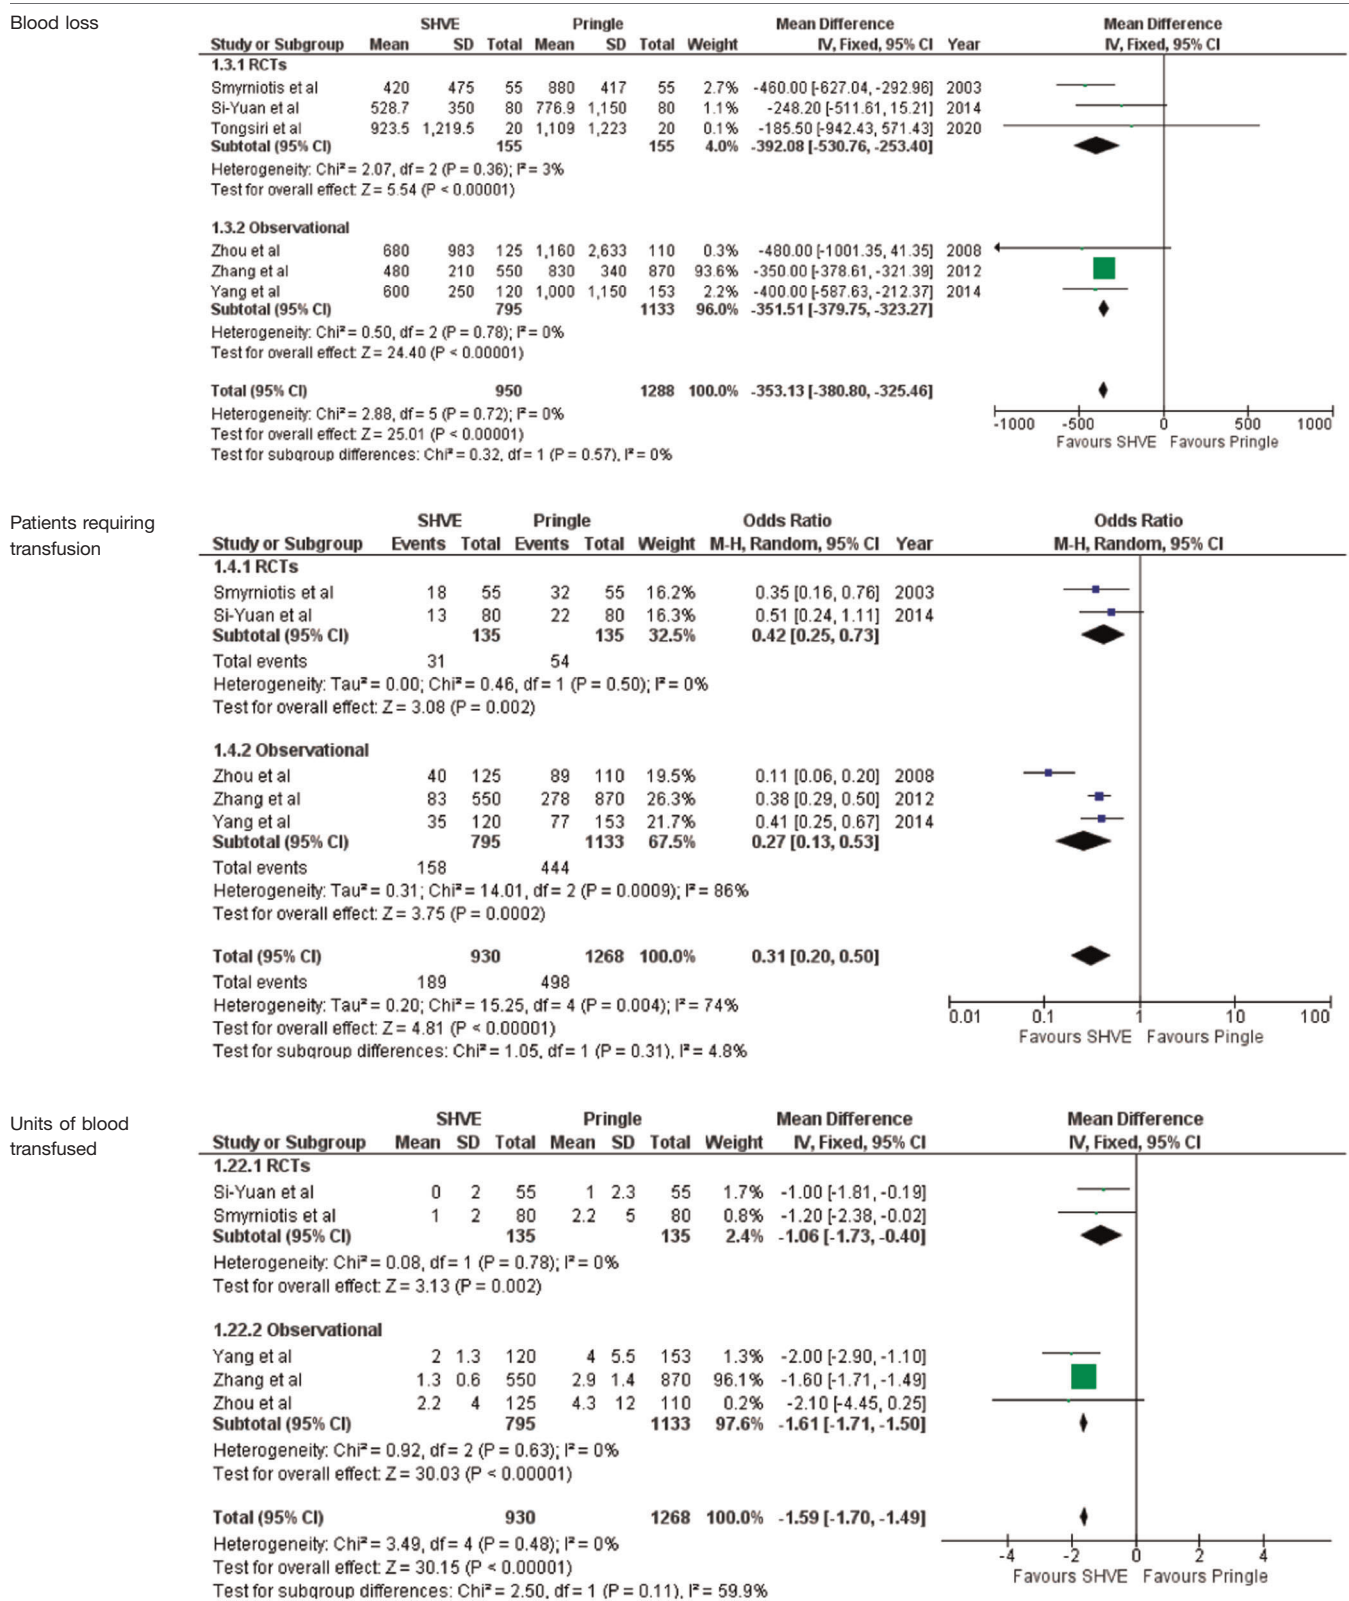 Blood loss
SHVE Pringle Mean Difference Mean Difference
Study or Subgroup Mean SD Total Mean SD Total Weight IV, Fixed, 95% CI Year IV, Fixed, 95% CI
1.3.1 RCTs
Smyrniotis et al 420 475 55 880 417 55 2.7% -460.00 [-627.04, -292.96] 2003
Si-Yuan et al 528.7 350 80 776.9 1,150 80 1.1% -248.20 [-511.61, 15.21] 2014
Tongsiri et al 923.5 1,219.5 20 1,109 1,223 20 0.1% -185.50 [-942.43, 571.43] 2020
Subtotal (95% CI) 155 155 4.0% -392.08 [-530.76, -253.40]
Heterogeneity: Chi² = 2.07, df = 2 (P = 0.36); I² = 3%
Test for overall effect: Z = 5.54 (P < 0.00001)
1.3.2 Observational
Zhou et al 680 983 125 1,160 2,633 110 0.3% -480.00 [-1001.35, 41.35] 2008
Zhang et al 480 210 550 830 340 870 93.6% -350.00 [-378.61, -321.39] 2012
Yang et al 600 250 120 1,000 1,150 153 2.2% -400.00 [-587.63, -212.37] 2014
Subtotal (95% CI) 795 1133 96.0% -351.51 [-379.75, -323.27]
Heterogeneity: Chi² = 0.50, df = 2 (P = 0.78); I² = 0%
Test for overall effect: Z = 24.40 (P < 0.00001)
Total (95% CI) 950 1288 100.0% -353.13 [-380.80, -325.46]
Heterogeneity: Chi² = 2.88, df = 5 (P = 0.72); I² = 0%
Test for overall effect: Z = 25.01 (P < 0.00001)
Test for subgroup differences: Chi² = 0.32, df = 1 (P = 0.57), I² = 0%
-1000 -500 0 500 1000
Favours SHVE Favours Pringle
Patients requiring
transfusion
SHVE Pringle Odds Ratio Odds Ratio
Study or Subgroup Events Total Events Total Weight M-H, Random, 95% CI Year M-H, Random, 95% CI
1.4.1 RCTs
Smyrniotis et al 18 55 32 55 16.2% 0.35 [0.16, 0.76] 2003
Si-Yuan et al 13 80 22 80 16.3% 0.51 [0.24, 1.11] 2014
Subtotal (95% CI) 135 135 32.5% 0.42 [0.25, 0.73]
Total events 31 54
Heterogeneity: Tau² = 0.00; Chi² = 0.46, df = 1 (P = 0.50); I² = 0%
Test for overall effect: Z = 3.08 (P = 0.002)
1.4.2 Observational
Zhou et al 40 125 89 110 19.5% 0.11 [0.06, 0.20] 2008
Zhang et al 83 550 278 870 26.3% 0.38 [0.29, 0.50] 2012
Yang et al 35 120 77 153 21.7% 0.41 [0.25, 0.67] 2014
Subtotal (95% CI) 795 1133 67.5% 0.27 [0.13, 0.53]
Total events 158 444
Heterogeneity: Tau² = 0.31; Chi² = 14.01, df = 2 (P = 0.0009); I² = 86%
Test for overall effect: Z = 3.75 (P = 0.0002)
Total (95% CI) 930 1268 100.0% 0.31 [0.20, 0.50]
Total events 189 498
Heterogeneity: Tau² = 0.20; Chi² = 15.25, df = 4 (P = 0.004); I² = 74%
Test for overall effect: Z = 4.81 (P < 0.00001)
Test for subgroup differences: Chi² = 1.05, df = 1 (P = 0.31), I² = 4.8%
0.01 0.1 1 10 100
Favours SHVE Favours Pingle
Units of blood
transfused
SHVE Pringle Mean Difference Mean Difference
Study or Subgroup Mean SD Total Mean SD Total Weight IV, Fixed, 95% CI IV, Fixed, 95% CI
1.22.1 RCTs
Si-Yuan et al 0 2 55 1 2.3 55 1.7% -1.00 [-1.81, -0.19]
Smyrniotis et al 1 2 80 2.2 5 80 0.8% -1.20 [-2.38, -0.02]
Subtotal (95% CI) 135 135 2.4% -1.06 [-1.73, -0.40]
Heterogeneity: Chi² = 0.08, df = 1 (P = 0.78); I² = 0%
Test for overall effect: Z = 3.13 (P = 0.002)
1.22.2 Observational
Yang et al 2 1.3 120 4 5.5 153 1.3% -2.00 [-2.90, -1.10]
Zhang et al 1.3 0.6 550 2.9 1.4 870 96.1% -1.60 [-1.71, -1.49]
Zhou et al 2.2 4 125 4.3 12 110 0.2% -2.10 [-4.45, 0.25]
Subtotal (95% CI) 795 1133 97.6% -1.61 [-1.71, -1.50]
Heterogeneity: Chi² = 0.92, df = 2 (P = 0.63); I² = 0%
Test for overall effect: Z = 30.03 (P < 0.00001)
Total (95% CI) 930 1268 100.0% -1.59 [-1.70, -1.49]
Heterogeneity: Chi² = 3.49, df = 4 (P = 0.48); I² = 0%
Test for overall effect: Z = 30.15 (P < 0.00001)
Test for subgroup differences: Chi² = 2.50, df = 1 (P = 0.11), I² = 59.9%
-4 -2 0 2 4
Favours SHVE Favours Pringle